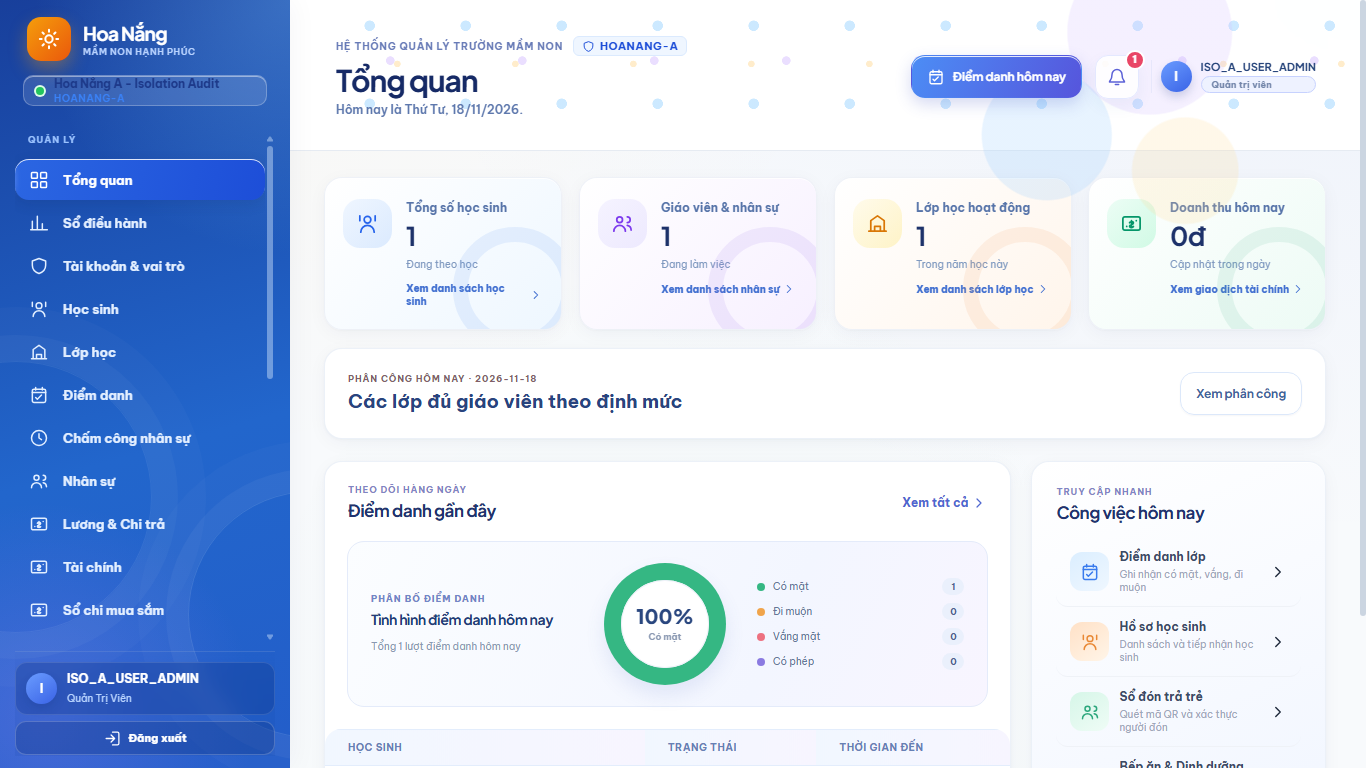 Hoa Nắng
MẦM NON HẠNH PHÚC
Hoa Nắng A - Isolation Audit
HOANANG-A
QUẢN LÝ
Tổng quan
Sổ điều hành
Tài khoản & vai trò
Học sinh
Lớp học
Điểm danh
Chấm công nhân sự
Nhân sự
Lương & Chi trả
Tài chính
Sổ chi mua sắm
I
ISO_A_USER_ADMIN
Quản Trị Viên
Đăng xuất
HỆ THỐNG QUẢN LÝ TRƯỜNG MẦM NON
HOANANG-A
Tổng quan
Hôm nay là Thứ Tư, 18/11/2026.
Điểm danh hôm nay
1
I
ISO_A_USER_ADMIN
Quản trị viên
Tổng số học sinh
1
Đang theo học
Xem danh sách học
sinh
Giáo viên & nhân sự
1
Đang làm việc
Xem danh sách nhân sự
Lớp học hoạt động
1
Trong năm học này
Xem danh sách lớp học
Doanh thu hôm nay
0đ
Cập nhật trong ngày
Xem giao dịch tài chính
PHÂN CÔNG HÔM NAY · 2026-11-18
Các lớp đủ giáo viên theo định mức
Xem phân công
THEO DÕI HÀNG NGÀY
Điểm danh gần đây
Xem tất cả
PHÂN BỐ ĐIỂM DANH
Tình hình điểm danh hôm nay
Tổng 1 lượt điểm danh hôm nay
100%
Có mặt
Có mặt 1
Đi muộn 0
Vắng mặt 0
Có phép 0
HỌC SINH TRẠNG THÁI THỜI GIAN ĐẾN
TRUY CẬP NHANH
Công việc hôm nay
Điểm danh lớp
Ghi nhận có mặt, vắng, đi
muộn
Hồ sơ học sinh
Danh sách và tiếp nhận học
sinh
Sổ đón trả trẻ
Quét mã QR và xác thực
người đón
Bếp ăn & Dinh dưỡng